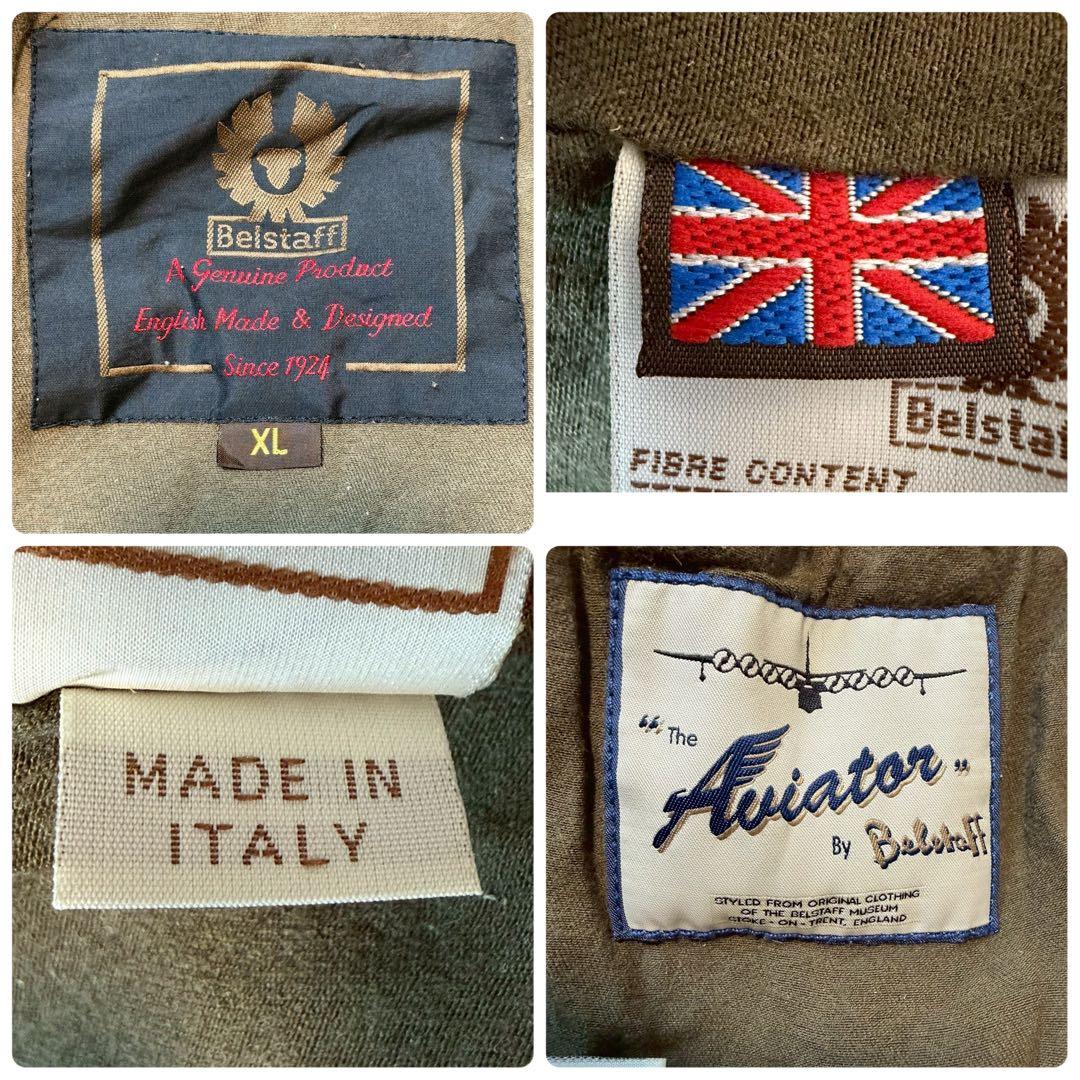 Belstaff
A Genuine Product
English Made & Designed
Since 1924
XL
Belstaf
FIBRE CONTENT
MADE IN
ITALY
"The
Aviator"
By Belstaff
STYLED FROM ORIGINAL CLOTHING
OF THE BELSTAFF MUSEUM
STOKE - ON - TRENT, ENGLAND